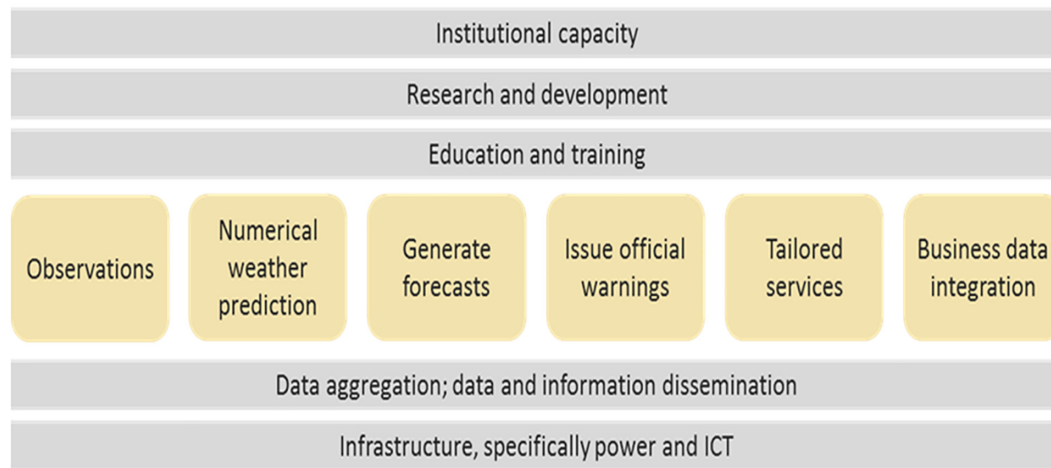 Institutional capacity
Research and development
Education and training
Observations
Numerical
weather
prediction
Generate
forecasts
Issue official
warnings
Tailored
services
Business data
integration
Data aggregation; data and information dissemination
Infrastructure, specifically power and ICT